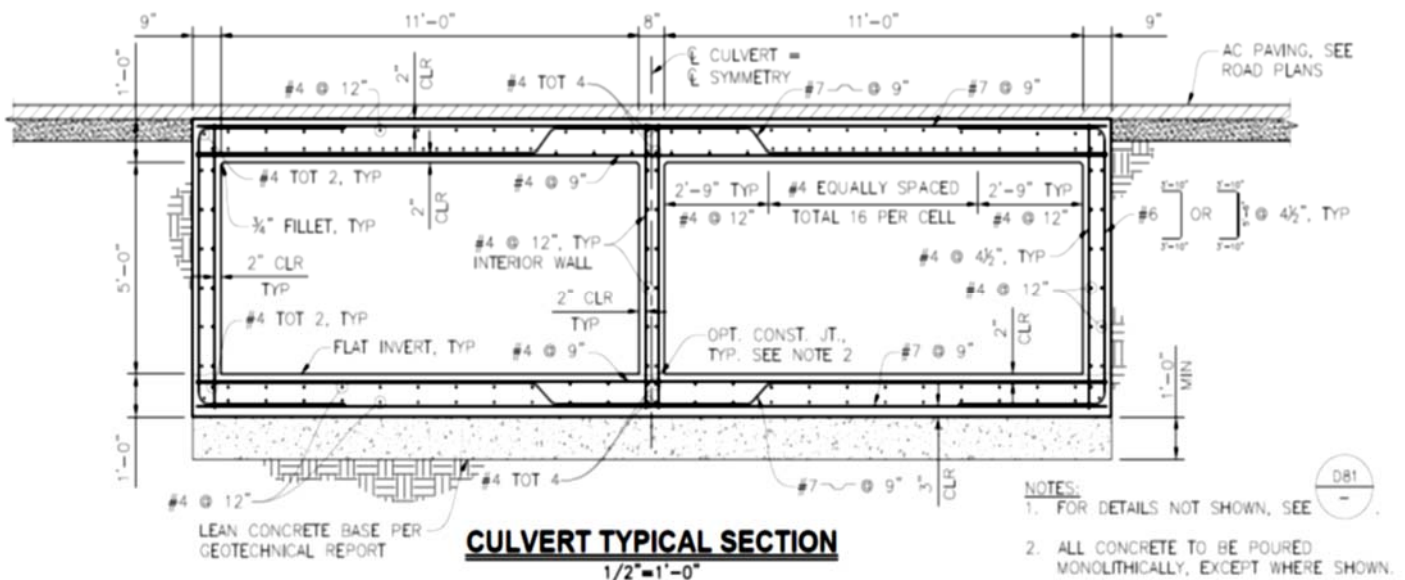 9" 11'-0" 8" 11'-0" 9"
℄ CULVERT =
℄ SYMMETRY
AC PAVING, SEE
ROAD PLANS
1'-0"
#4 @ 12"
2"
CLR
#4 TOT 4
#7 @ 9"
#7 @ 9"
#4 TOT 2, TYP
2"
CLR
#4 @ 9"
2'-9" TYP
#4 @ 12"
#4 EQUALLY SPACED
TOTAL 16 PER CELL
2'-9" TYP
#4 @ 12"
#6
OR
@ 4½", TYP
¾" FILLET, TYP
#4 @ 12", TYP
INTERIOR WALL
#4 @ 4½", TYP
#4 @ 12"
5'-0"
2" CLR
TYP
2" CLR
TYP
#4 TOT 2, TYP
FLAT INVERT, TYP
#4 @ 9"
OPT. CONST. JT.,
TYP. SEE NOTE 2
#7 @ 9"
2"
CLR
1'-0"
MIN
1'-0"
#4 @ 12"
#4 TOT 4
#7 @ 9"
3"
CLR
LEAN CONCRETE BASE PER
GEOTECHNICAL REPORT
CULVERT TYPICAL SECTION
1/2"=1'-0"
NOTES:
1. FOR DETAILS NOT SHOWN, SEE D81 - .
2. ALL CONCRETE TO BE POURED
MONOLITHICALLY, EXCEPT WHERE SHOWN.